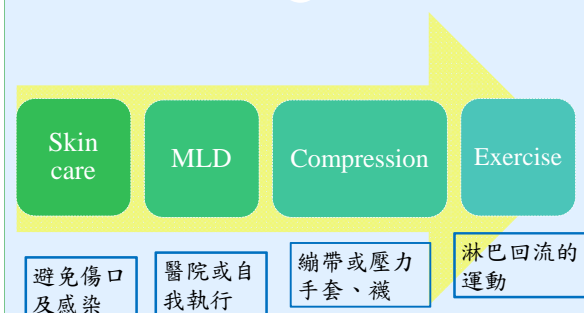 Skin
care
MLD
Compression
Exercise
避免傷口
及感染
醫院或自
我執行
繃帶或壓力
手套、襪
淋巴回流的
運動